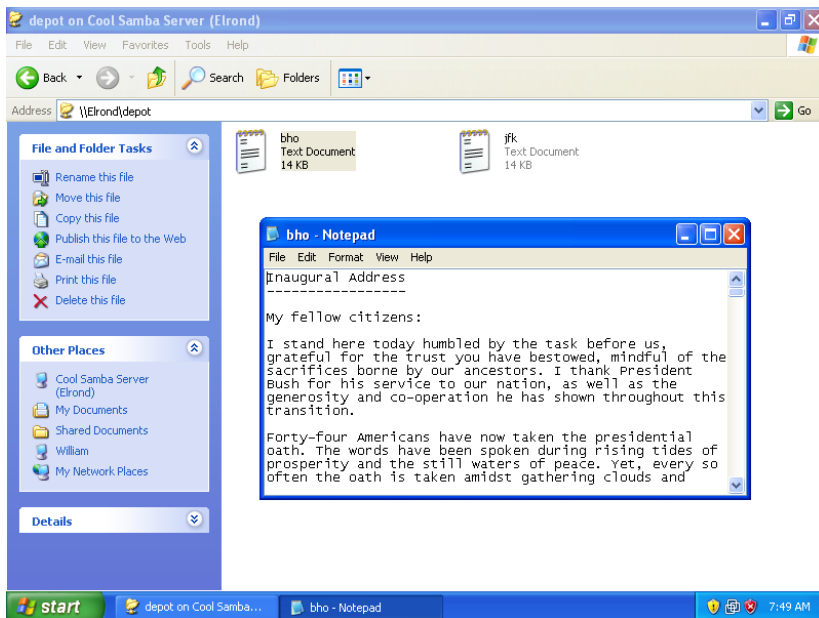 depot on Cool Samba Server (Elrond)
File Edit View Favorites Tools Help
Back Search Folders
Address \\Elrond\depot Go
File and Folder Tasks
Rename this file
Move this file
Copy this file
Publish this file to the Web
E-mail this file
Print this file
Delete this file
Other Places
Cool Samba Server
(Elrond)
My Documents
Shared Documents
William
My Network Places
Details
bho
Text Document
14 KB
jfk
Text Document
14 KB
bho - Notepad
File Edit Format View Help
Inaugural Address
-----------------
My fellow citizens:
I stand here today humbled by the task before us,
grateful for the trust you have bestowed, mindful of the
sacrifices borne by our ancestors. I thank President
Bush for his service to our nation, as well as the
generosity and co-operation he has shown throughout this
transition.
Forty-four Americans have now taken the presidential
oath. The words have been spoken during rising tides of
prosperity and the still waters of peace. Yet, every so
often the oath is taken amidst gathering clouds and
start depot on Cool Samba... bho - Notepad 7:49 AM